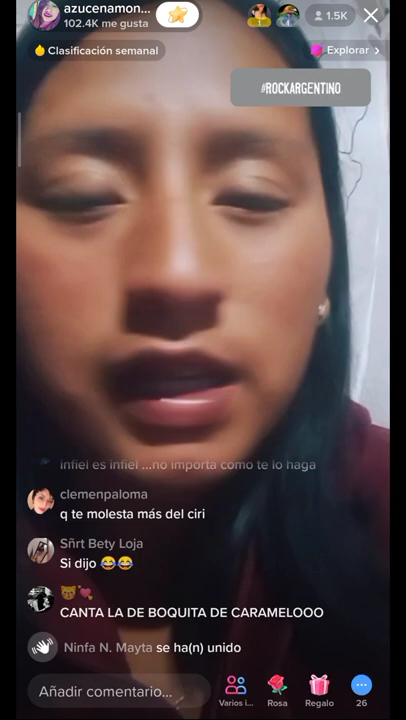 azucenamon...
102.4K me gusta
1.5K
Clasificación semanal
Explorar >
#ROCKARGENTINO
infiel es infiel ...no importa como te lo haga
clemenpaloma
q te molesta más del ciri
Sñrt Bety Loja
Si dijo 😂😂
😺💘
CANTA LA DE BOQUITA DE CARAMELOOO
Ninfa N. Mayta se ha(n) unido
Añadir comentario...
Varios i...
Rosa
Regalo
26